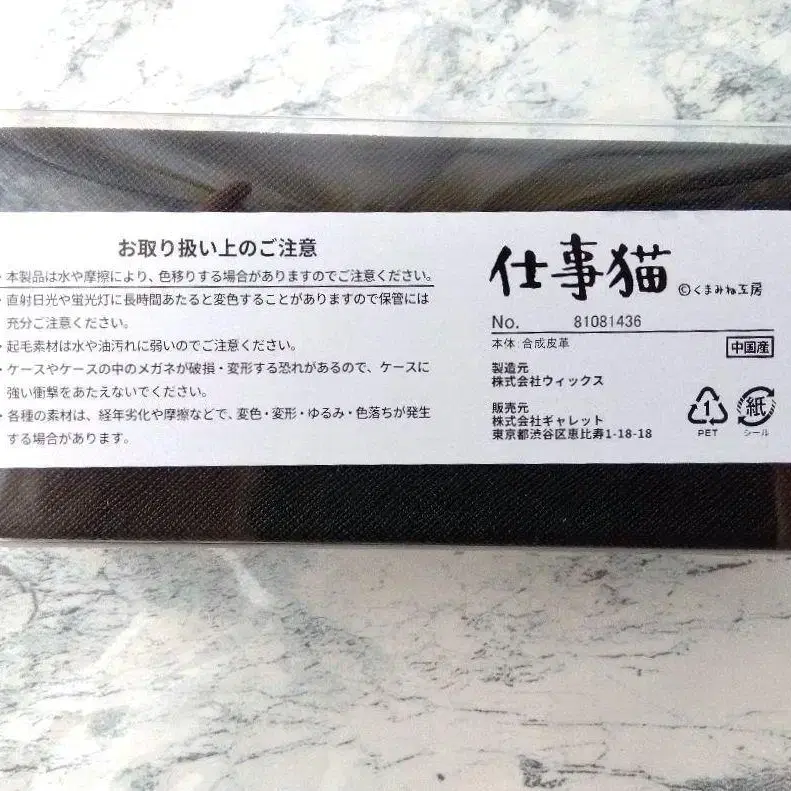 お取り扱い上のご注意
・本製品は水や摩擦により、色移りする場合がありますのでご注意ください。
・直射日光や蛍光灯に長時間あたると変色することがありますので保管には
充分ご注意ください。
・起毛素材は水や油汚れに弱いのでご注意ください。
・ケースやケースの中のメガネが破損・変形する恐れがあるので、ケースに
強い衝撃をあたえないでください。
・各種の素材は、経年劣化や摩擦などで、変色・変形・ゆるみ・色落ちが発生
する場合があります。
仕事猫 ©くまみね工房
No. 81081436
本体:合成皮革
中国産
製造元
株式会社ウィックス
販売元
株式会社ギャレット
東京都渋谷区恵比寿1-18-18
1
PET
紙
シール